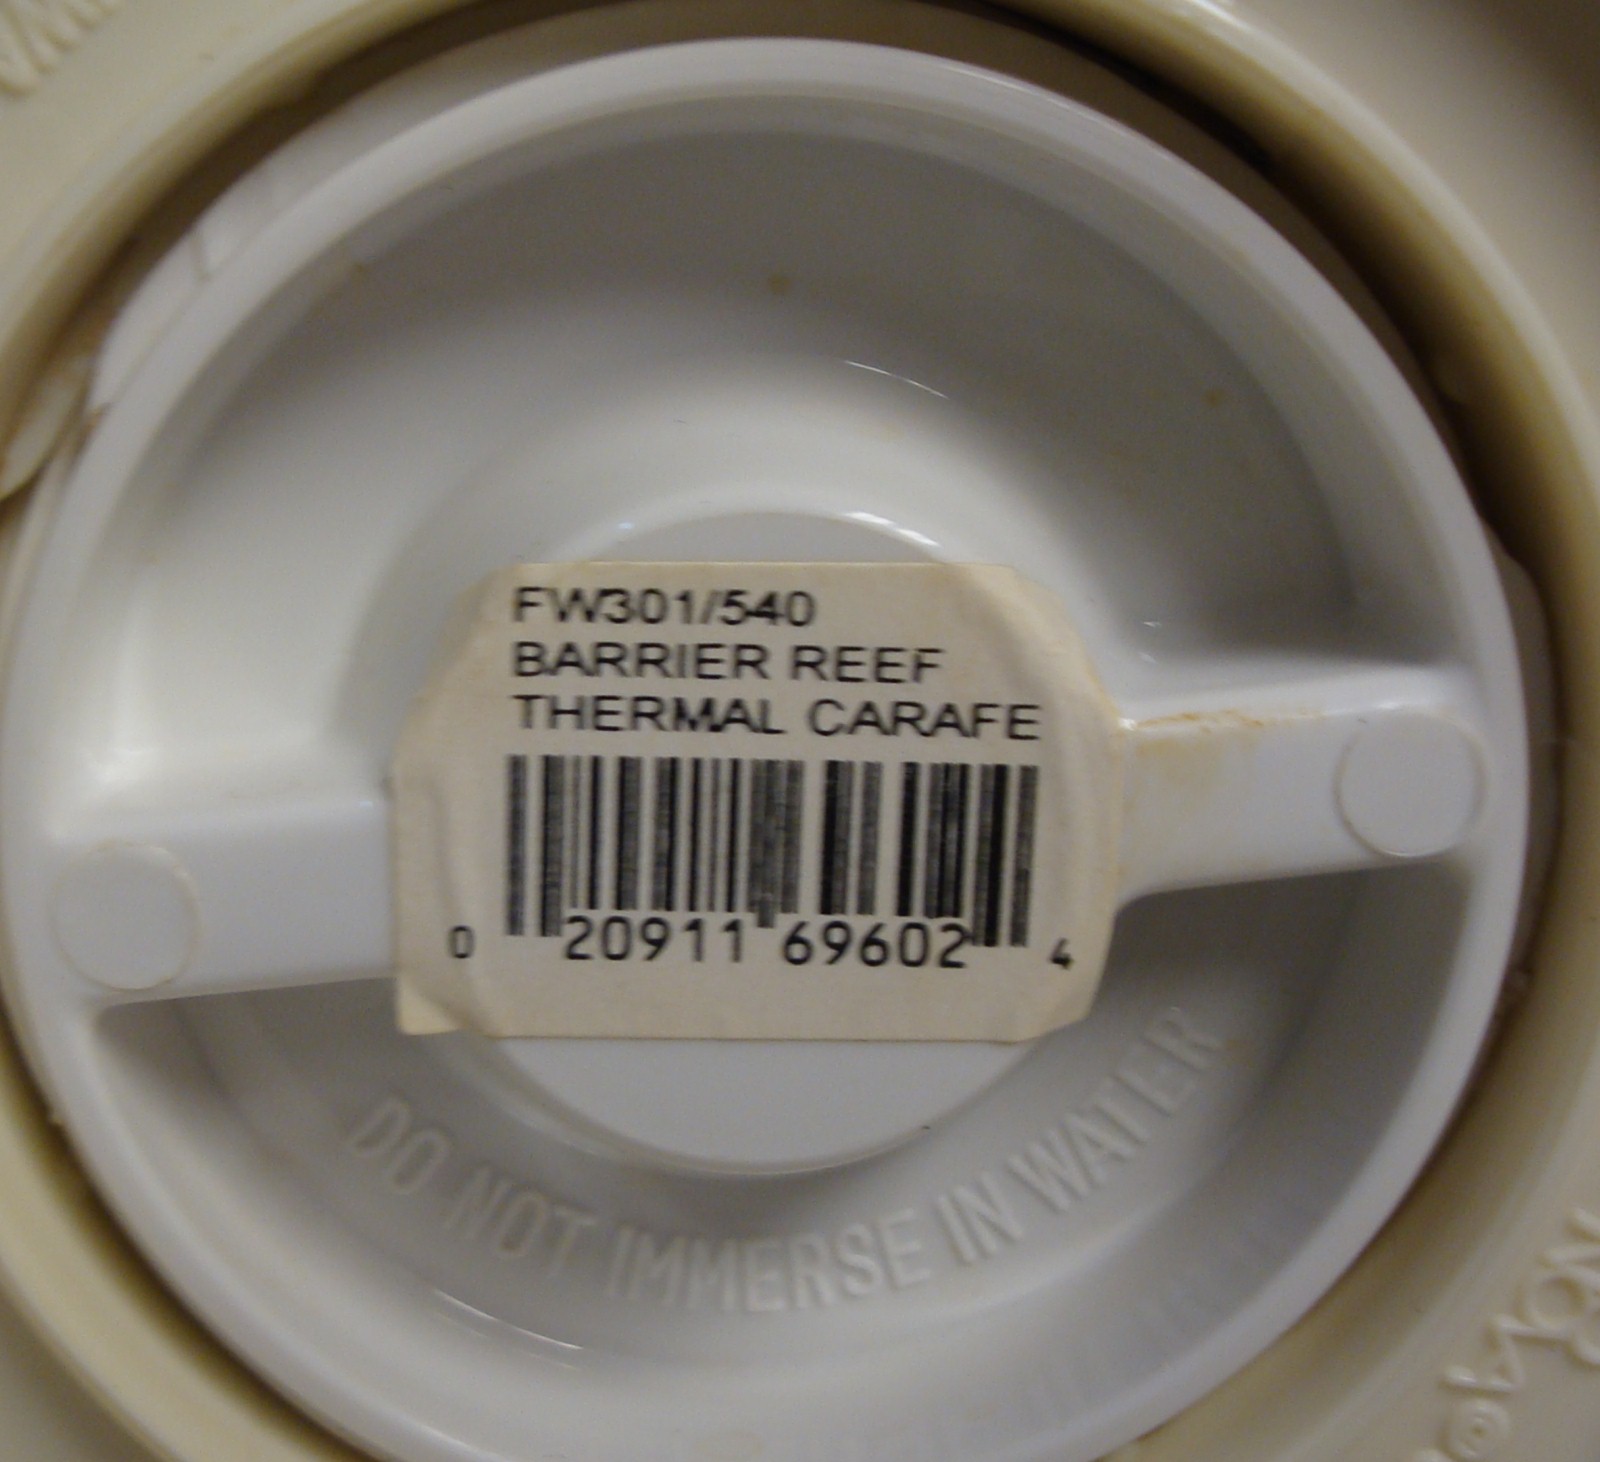 FW301/540
BARRIER REEF
THERMAL CARAFE
0 20911 69602 4
DO NOT IMMERSE IN WATER